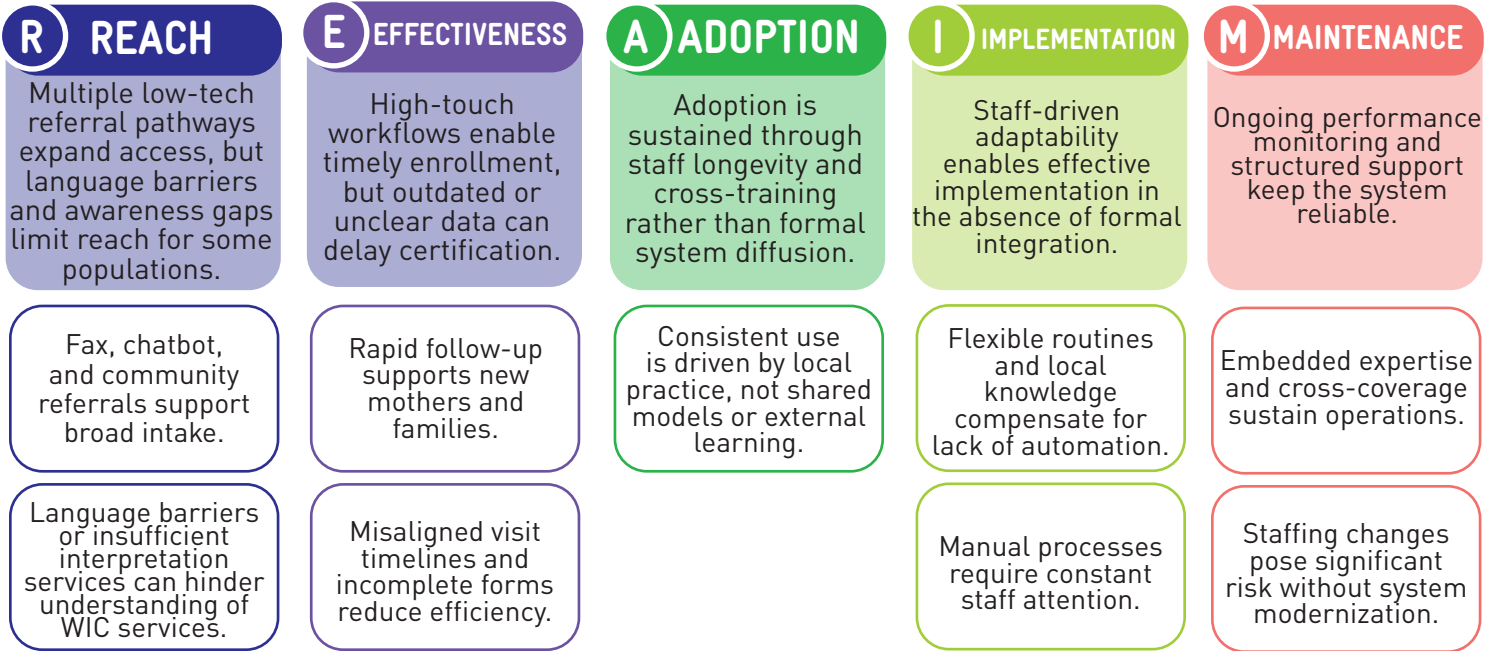 R REACH
Multiple low-tech
referral pathways
expand access, but
language barriers
and awareness gaps
limit reach for some
populations.
Fax, chatbot,
and community
referrals support
broad intake.
Language barriers
or insufficient
interpretation
services can hinder
understanding of
WIC services.
E EFFECTIVENESS
High-touch
workflows enable
timely enrollment,
but outdated or
unclear data can
delay certification.
Rapid follow-up
supports new
mothers and
families.
Misaligned visit
timelines and
incomplete forms
reduce efficiency.
A ADOPTION
Adoption is
sustained through
staff longevity and
cross-training
rather than formal
system diffusion.
Consistent use
is driven by local
practice, not shared
models or external
learning.
I IMPLEMENTATION
Staff-driven
adaptability
enables effective
implementation in
the absence of formal
integration.
Flexible routines
and local
knowledge
compensate for
lack of automation.
Manual processes
require constant
staff attention.
M MAINTENANCE
Ongoing performance
monitoring and
structured support
keep the system
reliable.
Embedded expertise
and cross-coverage
sustain operations.
Staffing changes
pose significant
risk without system
modernization.